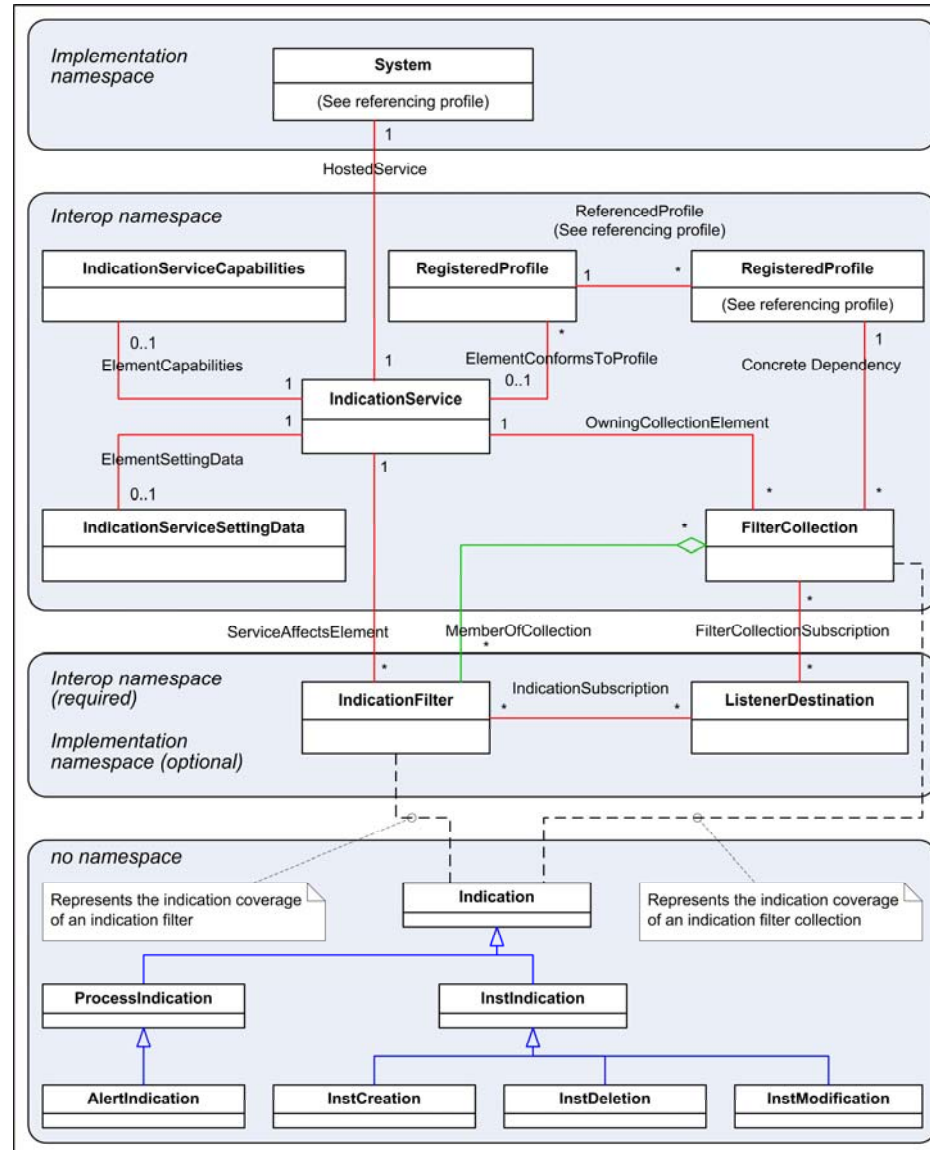 Implementation
namespace
System
(See referencing profile)
1
HostedService
Interop namespace
ReferencedProfile
(See referencing profile)
IndicationServiceCapabilities
RegisteredProfile
RegisteredProfile
(See referencing profile)
1
*
0..1
ElementCapabilities
*
ElementConformsToProfile
1
Concrete Dependency
1
1
0..1
IndicationService
1
1
OwningCollectionElement
ElementSettingData
1
0..1
*
*
IndicationServiceSettingData
FilterCollection
*
*
ServiceAffectsElement
MemberOfCollection
FilterCollectionSubscription
*
*
*
Interop namespace
(required)
IndicationFilter
IndicationSubscription
ListenerDestination
*
*
Implementation
namespace (optional)
no namespace
Represents the indication coverage
of an indication filter
Indication
Represents the indication coverage
of an indication filter collection
ProcessIndication
InstIndication
AlertIndication
InstCreation
InstDeletion
InstModification